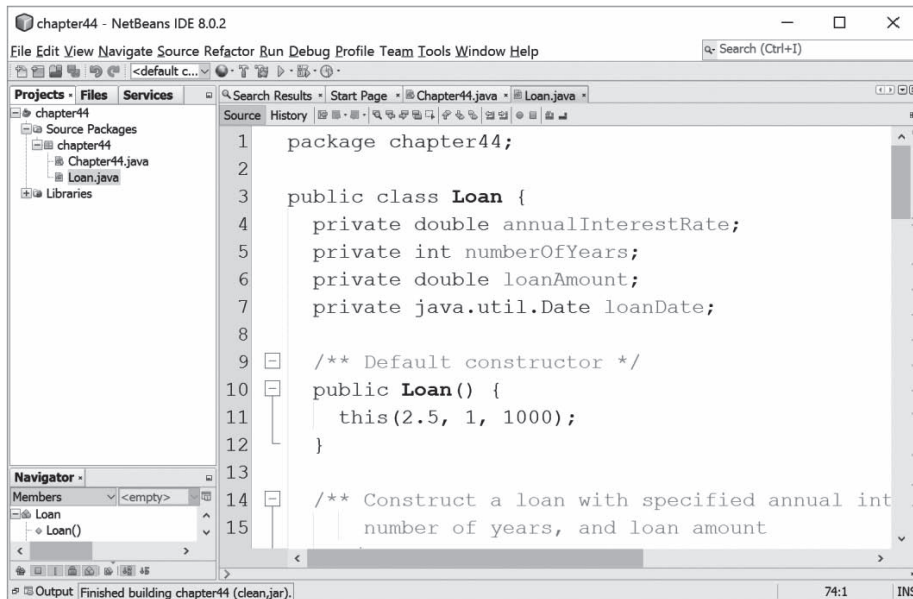 chapter44 - NetBeans IDE 8.0.2
File Edit View Navigate Source Refactor Run Debug Profile Team Tools Window Help
Search (Ctrl+I)
<default c...
Projects Files Services
chapter44
Source Packages
chapter44
Chapter44.java
Loan.java
Libraries
Search Results Start Page Chapter44.java Loan.java
Source History
1 package chapter44;
2
3 public class Loan {
4 private double annualInterestRate;
5 private int numberOfYears;
6 private double loanAmount;
7 private java.util.Date loanDate;
8
9 /** Default constructor */
10 public Loan() {
11 this(2.5, 1, 1000);
12 }
13
14 /** Construct a loan with specified annual int
15 number of years, and loan amount
Navigator
Members <empty>
Loan
Loan()
Output Finished building chapter44 (clean,jar).
74:1 INS